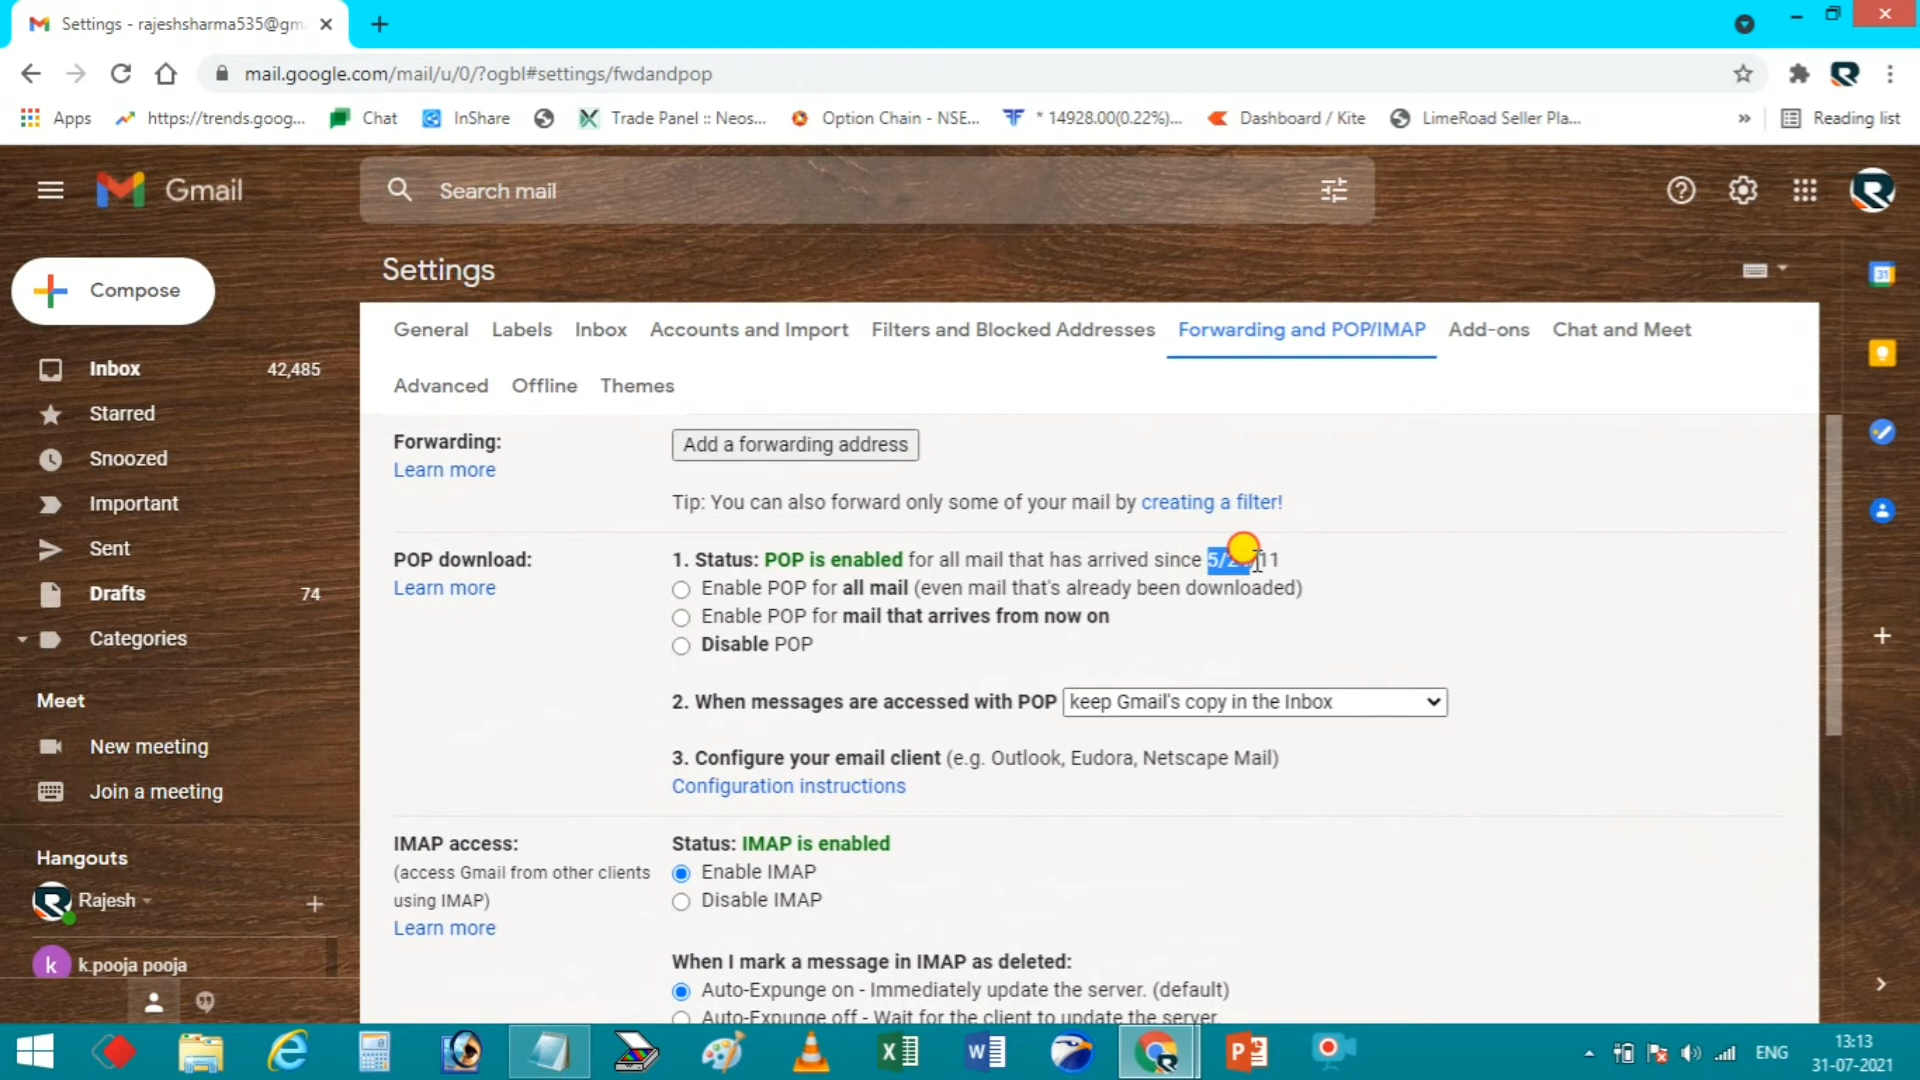 Settings - rajeshsharma535@gm
mail.google.com/mail/u/0/?ogbl#settings/fwdandpop
Apps https://trends.goog... Chat InShare Trade Panel :: Neos... Option Chain - NSE... * 14928.00(0.22%)... Dashboard / Kite LimeRoad Seller Pla... » Reading list
Gmail
Search mail
Compose
Inbox 42,485
Starred
Snoozed
Important
Sent
Drafts 74
Categories
Meet
New meeting
Join a meeting
Hangouts
Rajesh
k k.pooja pooja
Settings
General Labels Inbox Accounts and Import Filters and Blocked Addresses Forwarding and POP/IMAP Add-ons Chat and Meet
Advanced Offline Themes
Forwarding:
Learn more
Add a forwarding address
Tip: You can also forward only some of your mail by creating a filter!
POP download:
Learn more
1. Status: POP is enabled for all mail that has arrived since
Enable POP for all mail (even mail that's already been downloaded)
Enable POP for mail that arrives from now on
Disable POP
2. When messages are accessed with POP keep Gmail's copy in the Inbox
3. Configure your email client (e.g. Outlook, Eudora, Netscape Mail)
Configuration instructions
IMAP access:
(access Gmail from other clients
using IMAP)
Learn more
Status: IMAP is enabled
Enable IMAP
Disable IMAP
When I mark a message in IMAP as deleted:
Auto-Expunge on - Immediately update the server. (default)
Auto-Expunge off - Wait for the client to update the server.
31
ENG
13:13
31-07-2021